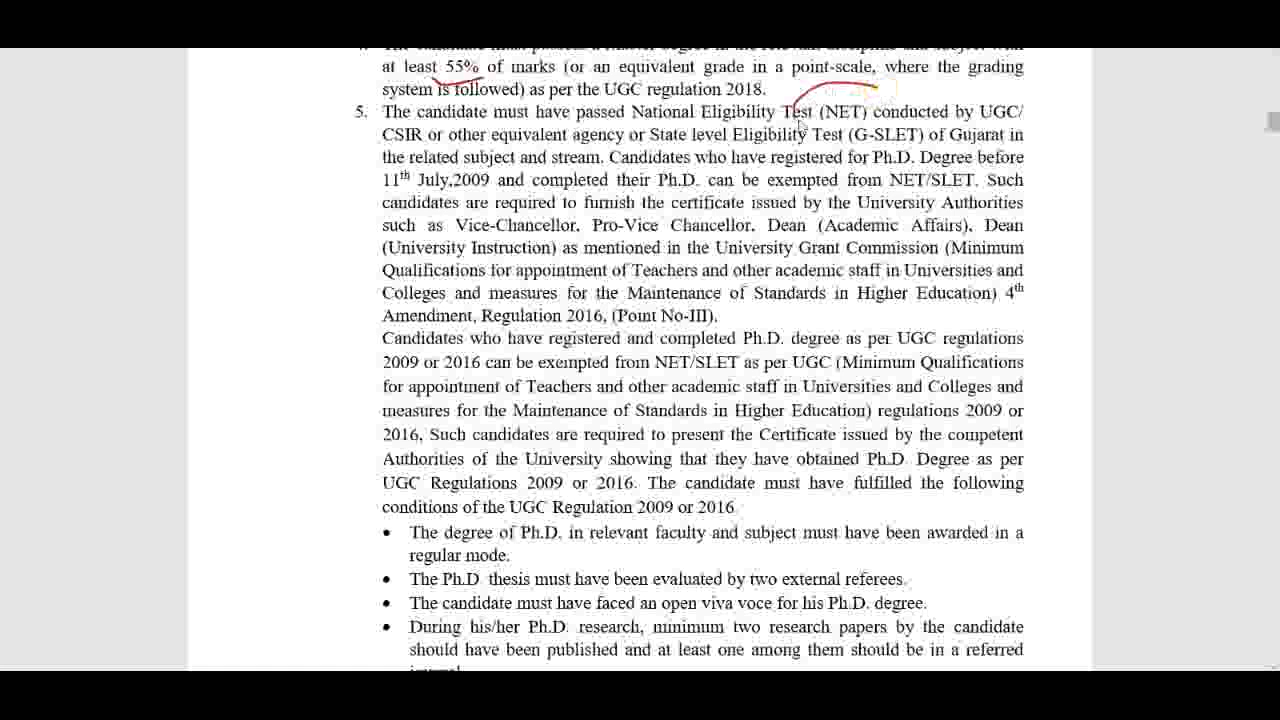 4. The candidate must possess a Master degree in the relevant discipline and subject with
at least 55% of marks (or an equivalent grade in a point-scale, where the grading
system is followed) as per the UGC regulation 2018.
5. The candidate must have passed National Eligibility Test (NET) conducted by UGC/
CSIR or other equivalent agency or State level Eligibility Test (G-SLET) of Gujarat in
the related subject and stream. Candidates who have registered for Ph.D. Degree before
11th July,2009 and completed their Ph.D. can be exempted from NET/SLET. Such
candidates are required to furnish the certificate issued by the University Authorities
such as Vice-Chancellor, Pro-Vice Chancellor, Dean (Academic Affairs), Dean
(University Instruction) as mentioned in the University Grant Commission (Minimum
Qualifications for appointment of Teachers and other academic staff in Universities and
Colleges and measures for the Maintenance of Standards in Higher Education) 4th
Amendment, Regulation 2016, (Point No-III).
Candidates who have registered and completed Ph.D. degree as per UGC regulations
2009 or 2016 can be exempted from NET/SLET as per UGC (Minimum Qualifications
for appointment of Teachers and other academic staff in Universities and Colleges and
measures for the Maintenance of Standards in Higher Education) regulations 2009 or
2016, Such candidates are required to present the Certificate issued by the competent
Authorities of the University showing that they have obtained Ph.D. Degree as per
UGC Regulations 2009 or 2016. The candidate must have fulfilled the following
conditions of the UGC Regulation 2009 or 2016
• The degree of Ph.D. in relevant faculty and subject must have been awarded in a
regular mode.
• The Ph.D. thesis must have been evaluated by two external referees.
• The candidate must have faced an open viva voce for his Ph.D. degree.
• During his/her Ph.D. research, minimum two research papers by the candidate
should have been published and at least one among them should be in a referred